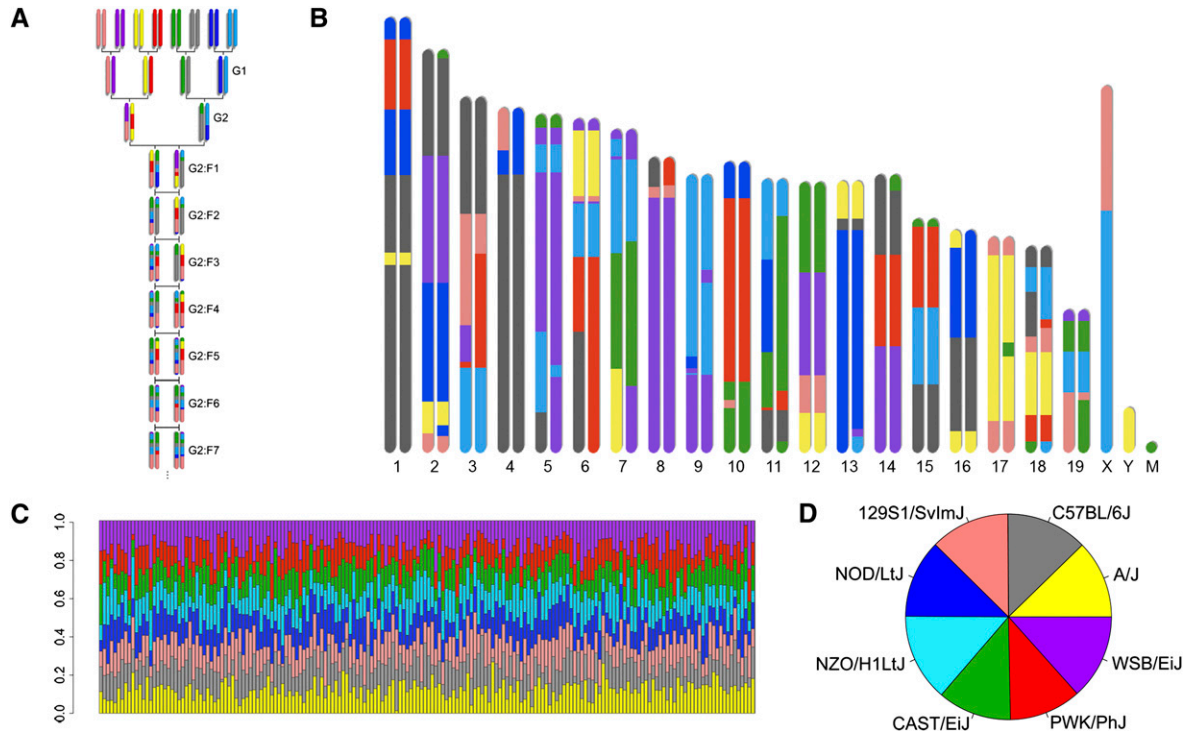 A
G1
G2
G2:F1
G2:F2
G2:F3
G2:F4
G2:F5
G2:F6
G2:F7
B
1 2 3 4 5 6 7 8 9 10 11 12 13 14 15 16 17 18 19 X Y M
C
1.0
0.8
0.6
0.4
0.2
0.0
D
129S1/SvImJ
C57BL/6J
NOD/LtJ
A/J
NZO/H1LtJ
WSB/EiJ
CAST/EiJ
PWK/PhJ